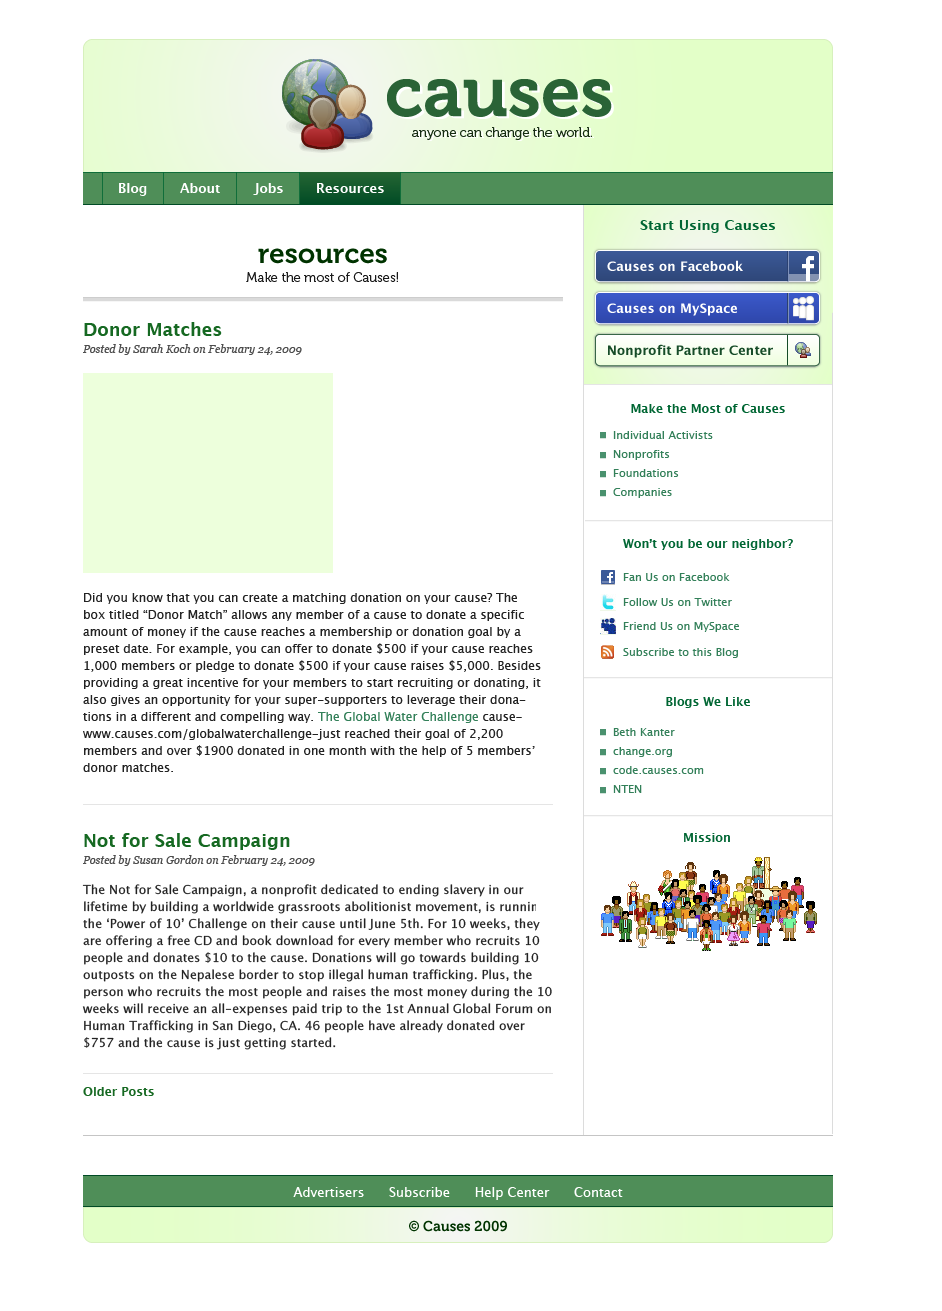 causes
anyone can change the world.
Blog About Jobs Resources
resources
Make the most of Causes!
Donor Matches
Posted by Sarah Koch on February 24, 2009
Did you know that you can create a matching donation on your cause? The
box titled “Donor Match” allows any member of a cause to donate a specific
amount of money if the cause reaches a membership or donation goal by a
preset date. For example, you can offer to donate $500 if your cause reaches
1,000 members or pledge to donate $500 if your cause raises $5,000. Besides
providing a great incentive for your members to start recruiting or donating, it
also gives an opportunity for your super-supporters to leverage their dona-
tions in a different and compelling way. The Global Water Challenge cause-
www.causes.com/globalwaterchallenge-just reached their goal of 2,200
members and over $1900 donated in one month with the help of 5 members’
donor matches.
Not for Sale Campaign
Posted by Susan Gordon on February 24, 2009
The Not for Sale Campaign, a nonprofit dedicated to ending slavery in our
lifetime by building a worldwide grassroots abolitionist movement, is runnin
the ‘Power of 10’ Challenge on their cause until June 5th. For 10 weeks, they
are offering a free CD and book download for every member who recruits 10
people and donates $10 to the cause. Donations will go towards building 10
outposts on the Nepalese border to stop illegal human trafficking. Plus, the
person who recruits the most people and raises the most money during the 10
weeks will receive an all-expenses paid trip to the 1st Annual Global Forum on
Human Trafficking in San Diego, CA. 46 people have already donated over
$757 and the cause is just getting started.
Older Posts
Start Using Causes
Causes on Facebook
Causes on MySpace
Nonprofit Partner Center
Make the Most of Causes
Individual Activists
Nonprofits
Foundations
Companies
Won't you be our neighbor?
Fan Us on Facebook
Follow Us on Twitter
Friend Us on MySpace
Subscribe to this Blog
Blogs We Like
Beth Kanter
change.org
code.causes.com
NTEN
Mission
Advertisers Subscribe Help Center Contact
© Causes 2009